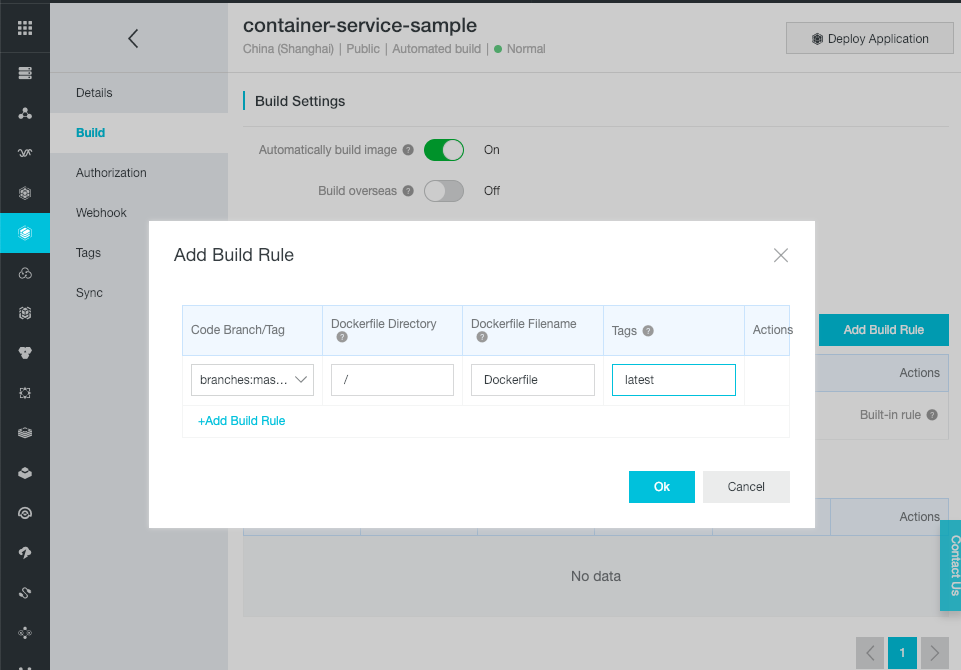 container-service-sample
China (Shanghai) | Public | Automated build | Normal
Deploy Application
Details
Build
Authorization
Webhook
Tags
Sync
Build Settings
Automatically build image ? On
Build overseas ? Off
Add Build Rule
Code Branch/Tag
Dockerfile Directory ?
Dockerfile Filename ?
Tags ?
Actions
branches:mas...
/
Dockerfile
latest
+Add Build Rule
Ok
Cancel
Add Build Rule
Actions
Built-in rule ?
Actions
No data
Contact Us
1